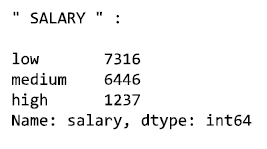 " SALARY " :
low 7316
medium 6446
high 1237
Name: salary, dtype: int64